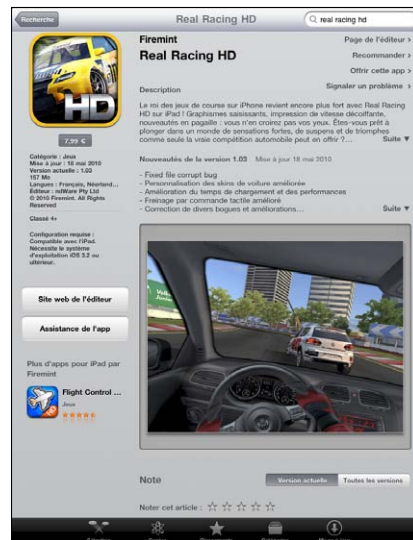 Recherche
Real Racing HD
real racing hd
HD
7,99 €
Catégorie : Jeux
Mise à jour : 18 mai 2010
Version actuelle : 1.03
157 Mo
Langues : Français, Néerland...
Éditeur : ndWare Pty Ltd
© 2010 Firemint. All Rights
Reserved
Classé 4+
Configuration requise :
Compatible avec l'iPad.
Nécessite le système
d'exploitation iOS 3.2 ou
ultérieur.
Site web de l'éditeur
Assistance de l'app
Plus d'apps pour iPad par
Firemint
Flight Control ...
Jeux
Firemint
Real Racing HD
Page de l'éditeur
Recommander
Offrir cette app
Signaler un problème
Description
Le roi des jeux de course sur iPhone revient encore plus fort avec Real Racing
HD sur iPad ! Graphismes saisissants, impression de vitesse décoiffante,
nouveautés en pagaille : vous n'en croirez pas vos yeux. Êtes-vous prêt à
plonger dans un monde de sensations fortes, de suspens et de triomphes
comme seule la vraie compétition automobile peut en offrir ?...
Suite
Nouveautés de la version 1.03 Mise à jour 18 mai 2010
- Fixed file corrupt bug
- Personnalisation des skins de voiture améliorée
- Amélioration du temps de chargement et des performances
- Freinage par commande tactile amélioré
- Correction de divers bogues et améliorations...
Suite
Note
Version actuelle
Toutes les versions
Noter cet article :